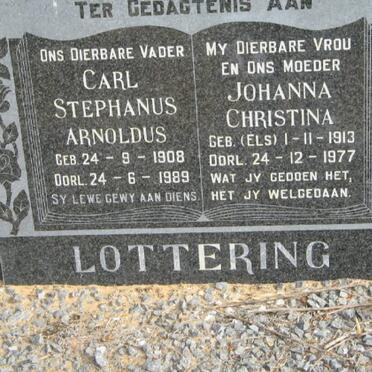 TER GEDAGTENIS AAN
ONS DIERBARE VADER
CARL
STEPHANUS
ARNOLDUS
GEB. 24 - 9 - 1908
OORL. 24 - 6 - 1989
SY LEWE GEWY AAN DIENS
MY DIERBARE VROU
EN ONS MOEDER
JOHANNA
CHRISTINA
GEB. (ELS) 1-11-1913
OORL. 24-12-1977
WAT JY GEDOEN HET,
HET JY WELGEDAAN.
LOTTERING